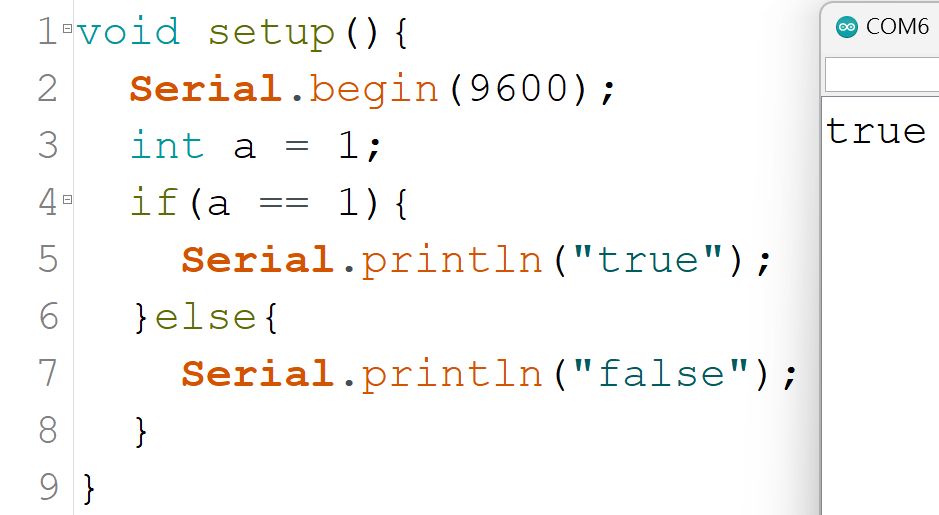 1 void setup(){
2 Serial.begin(9600);
3 int a = 1;
4 if(a == 1){
5 Serial.println("true");
6 }else{
7 Serial.println("false");
8 }
9 }
COM6
true